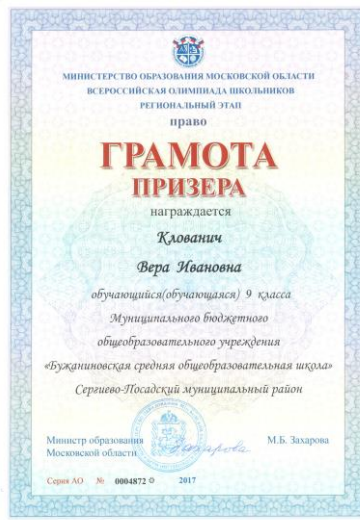 МИНИСТЕРСТВО ОБРАЗОВАНИЯ МОСКОВСКОЙ ОБЛАСТИ
ВСЕРОССИЙСКАЯ ОЛИМПИАДА ШКОЛЬНИКОВ
РЕГИОНАЛЬНЫЙ ЭТАП
право
ГРАМОТА
ПРИЗЕРА
награждается
Клованич
Вера Ивановна
обучающийся(обучающаяся) 9 класса
Муниципального бюджетного
общеобразовательного учреждения
«Бужаниновская средняя общеобразовательная школа»
Сергиево-Посадский муниципальный район
Министр образования
Московской области
М.Б. Захарова
Серия АО № 0004872 2017